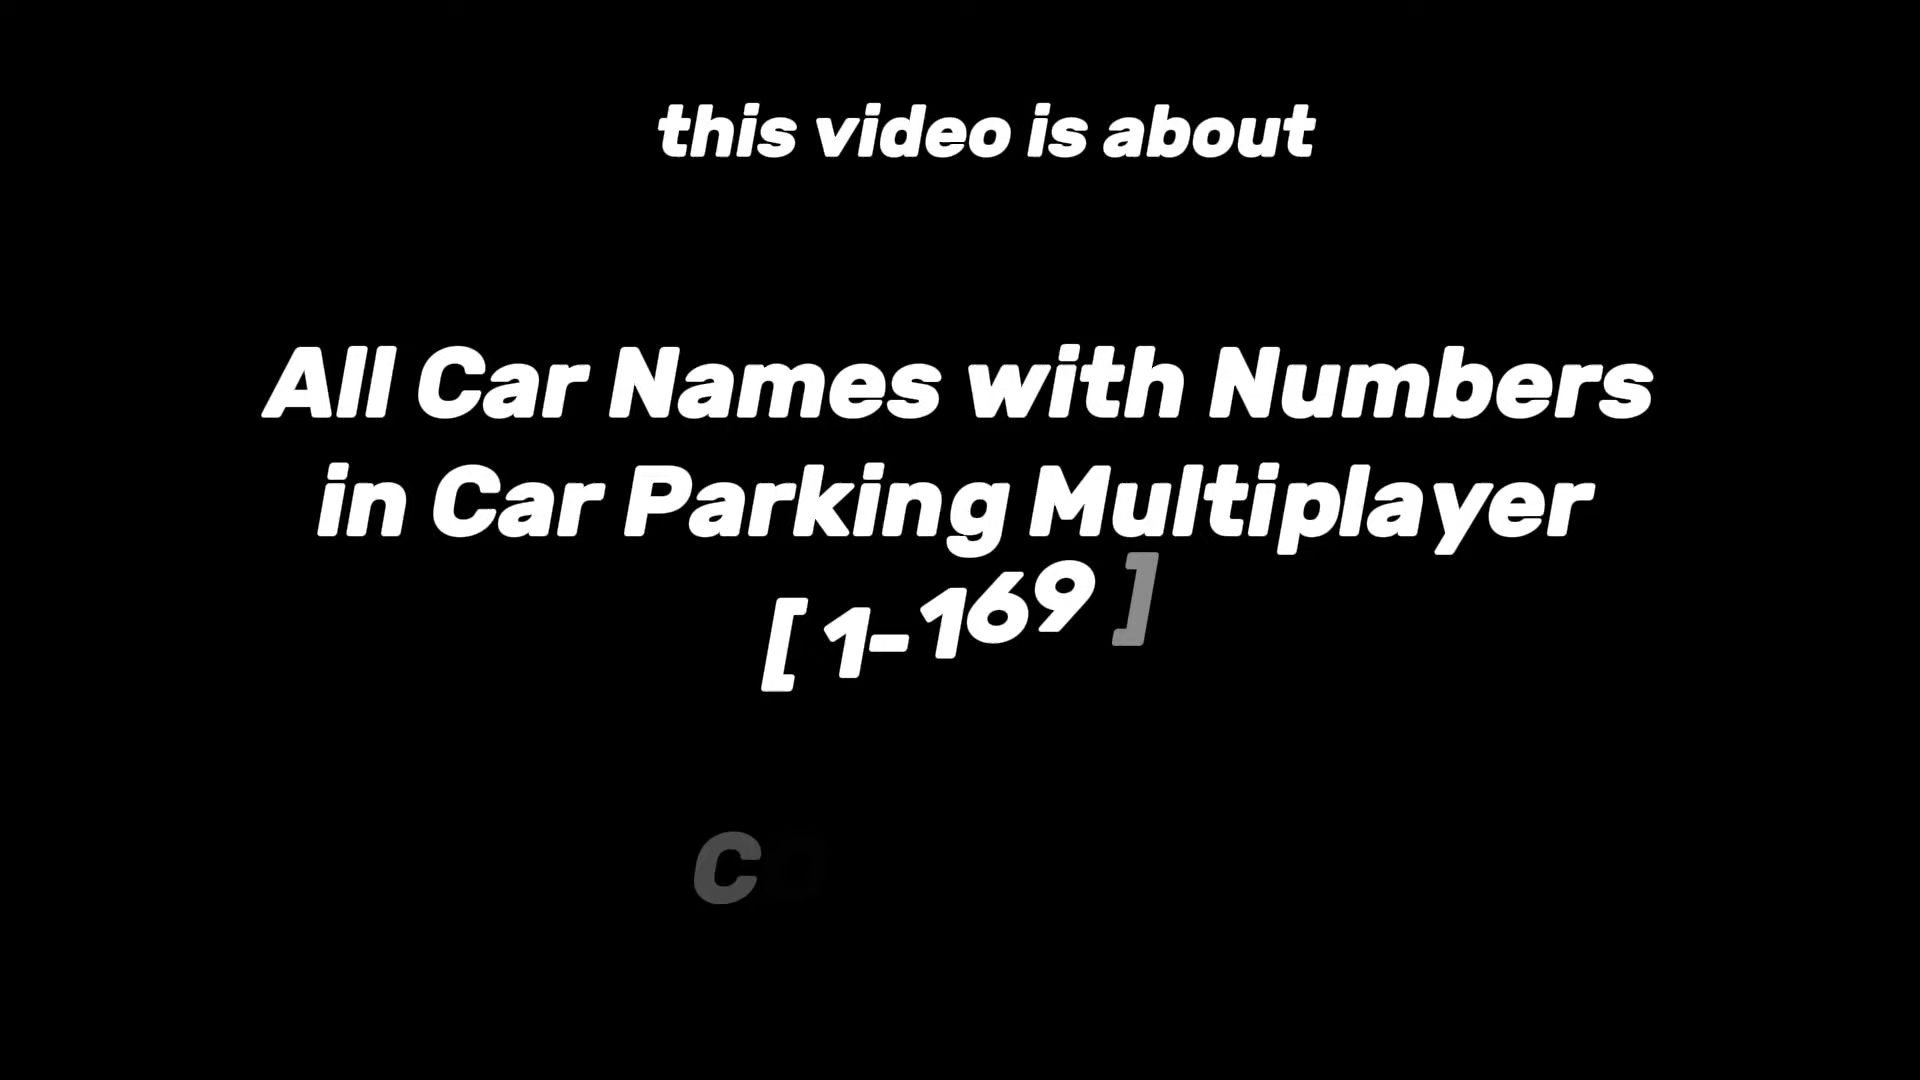 this video is about
All Car Names with Numbers
in Car Parking Multiplayer
[ 1-169 ]
C